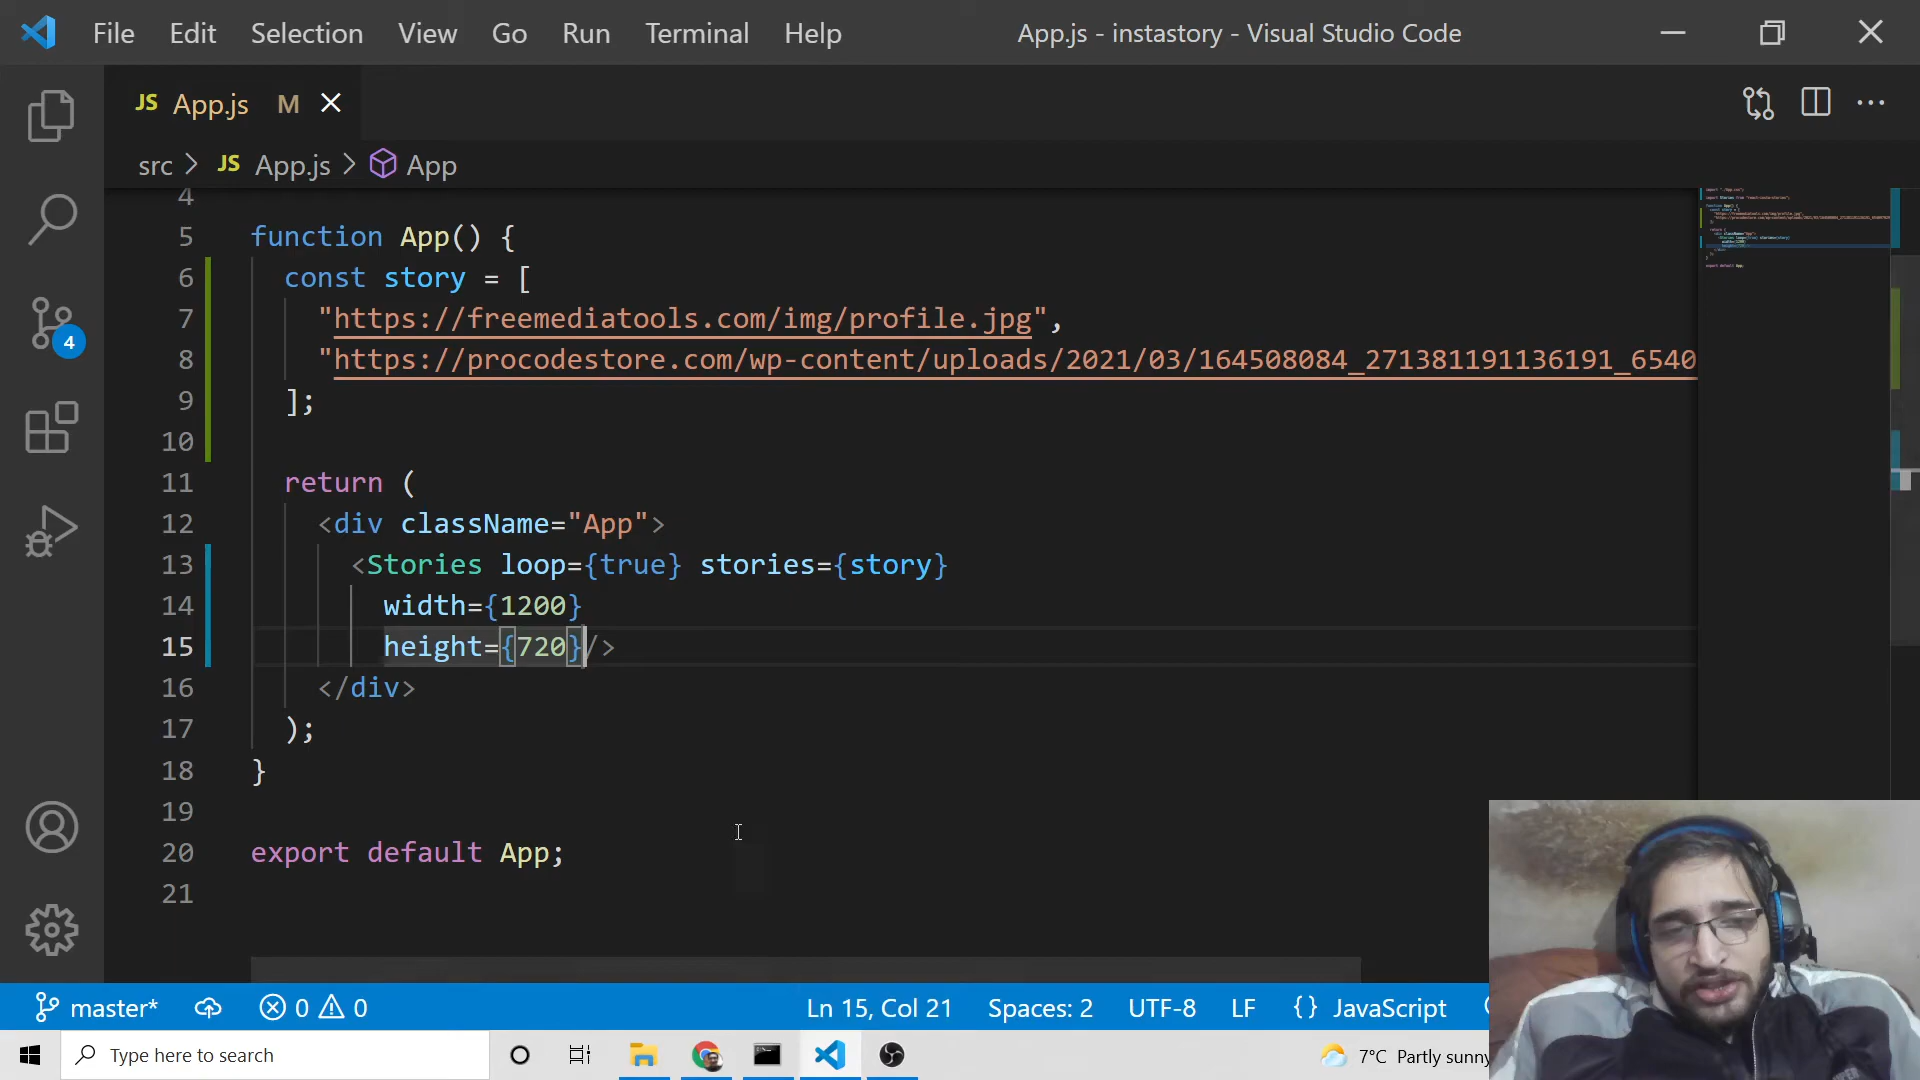 File Edit Selection View Go Run Terminal Help App.js - instastory - Visual Studio Code
JS App.js M
src > JS App.js > App
4
5 function App() {
6 const story = [
7 "https://freemediatools.com/img/profile.jpg",
8 "https://procodestore.com/wp-content/uploads/2021/03/164508084_271381191136191_6540
9 ];
10
11 return (
12 <div className="App">
13 <Stories loop={true} stories={story}
14 width={1200}
15 height={720}/>
16 </div>
17 );
18 }
19
20 export default App;
21
4
master* 0 0 Ln 15, Col 21 Spaces: 2 UTF-8 LF {} JavaScript
Type here to search 7°C Partly sunny